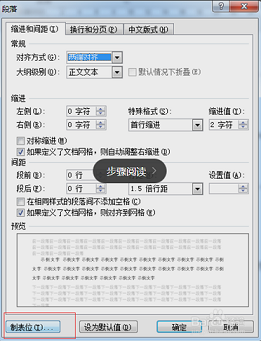 段落
缩进和间距(I) 换行和分页(P) 中文版式(H)
常规
对齐方式(G): 两端对齐
大纲级别(O): 正文文本 默认情况下折叠(E)
缩进
左侧(L): 0 字符 特殊格式(S): 缩进值(Y):
右侧(R): 0 字符 首行缩进 2 字符
对称缩进(M)
如果定义了文档网格，则自动调整右缩进(D)
间距
段前(B): 0 行 设置值(A):
段后(F): 0 行 1.5 倍行距
步骤阅读
在相同样式的段落间不添加空格(C)
如果定义了文档网格，则对齐到网格(W)
预览
制表位(T)... 设为默认值(D) 确定 取消